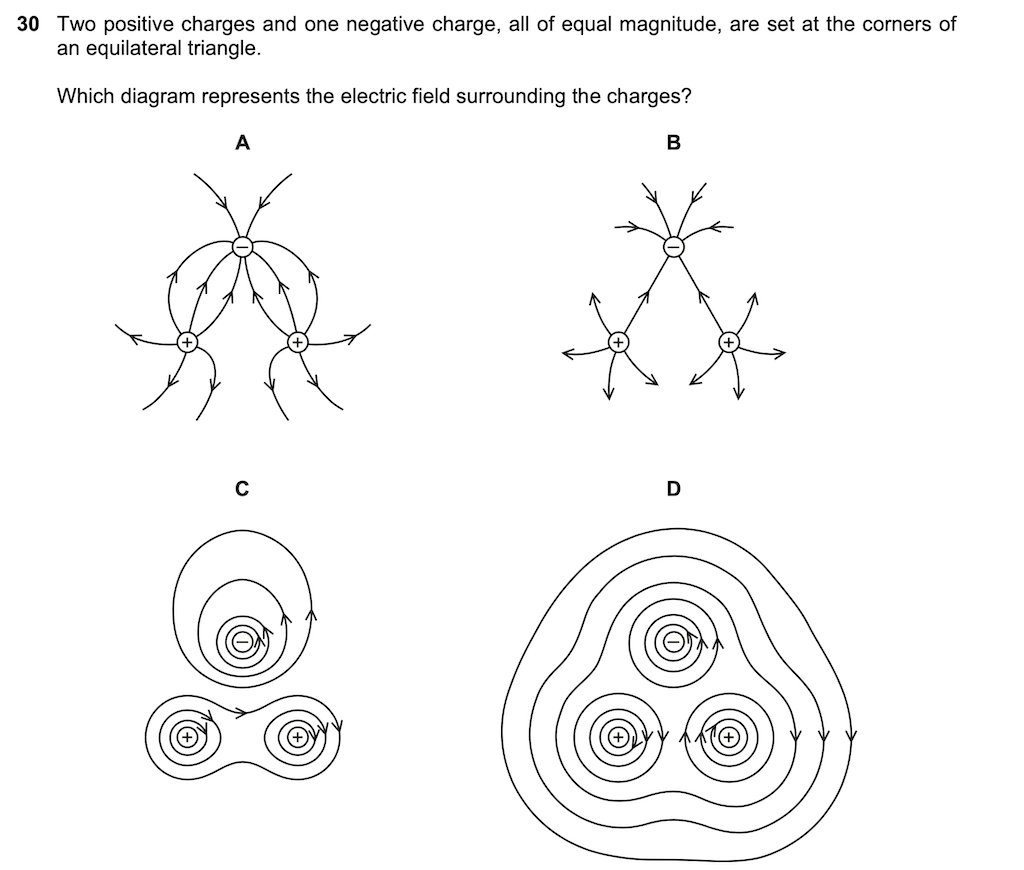 30 Two positive charges and one negative charge, all of equal magnitude, are set at the corners of
an equilateral triangle.
Which diagram represents the electric field surrounding the charges?
A B
−
+ +
−
+ +
C D
−
+ +
−
+ +